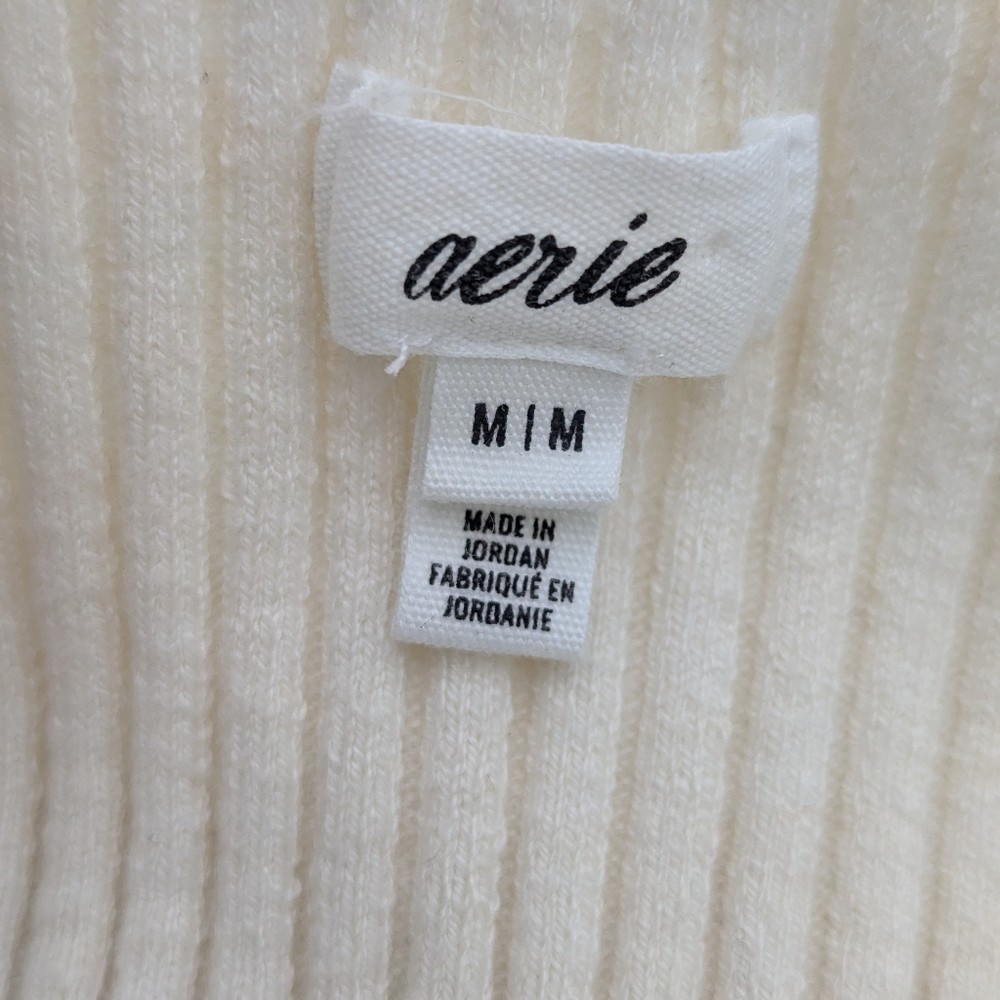 aerie
M | M
MADE IN
JORDAN
FABRIQUÉ EN
JORDANIE